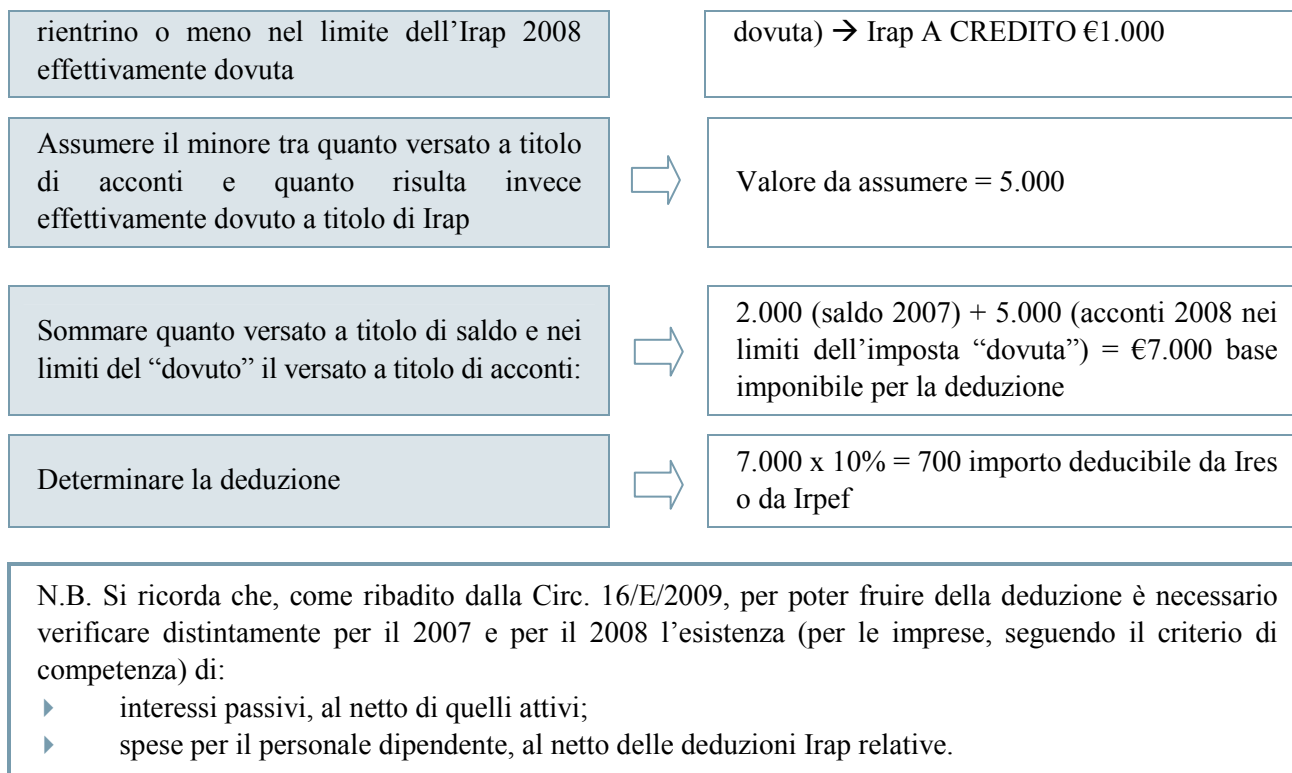 rientrino o meno nel limite dell’Irap 2008
effettivamente dovuta
dovuta) → Irap A CREDITO €1.000
Assumere il minore tra quanto versato a titolo
di acconti e quanto risulta invece
effettivamente dovuto a titolo di Irap
Valore da assumere = 5.000
Sommare quanto versato a titolo di saldo e nei
limiti del “dovuto” il versato a titolo di acconti:
2.000 (saldo 2007) + 5.000 (acconti 2008 nei
limiti dell’imposta “dovuta”) = €7.000 base
imponibile per la deduzione
Determinare la deduzione
7.000 x 10% = 700 importo deducibile da Ires
o da Irpef
N.B. Si ricorda che, come ribadito dalla Circ. 16/E/2009, per poter fruire della deduzione è necessario
verificare distintamente per il 2007 e per il 2008 l’esistenza (per le imprese, seguendo il criterio di
competenza) di:
interessi passivi, al netto di quelli attivi;
spese per il personale dipendente, al netto delle deduzioni Irap relative.